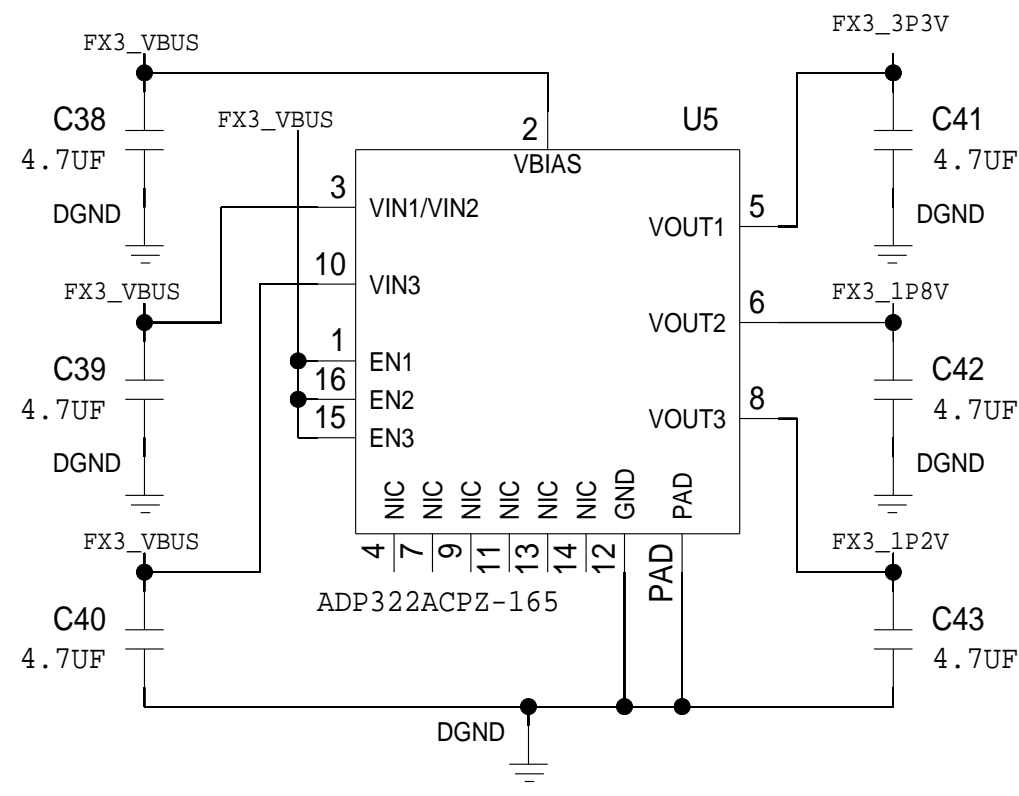 FX3_VBUS
C38
4.7UF
DGND
FX3_VBUS
2
U5
VBIAS
FX3_3P3V
C41
4.7UF
DGND
3
VIN1/VIN2
10
VIN3
5
VOUT1
FX3_VBUS
C39
4.7UF
DGND
1
EN1
16
EN2
15
EN3
6
VOUT2
8
VOUT3
FX3_1P8V
C42
4.7UF
DGND
NIC
NIC
NIC
NIC
NIC
NIC
GND
PAD
4
7
9
11
13
14
12
PAD
ADP322ACPZ-165
FX3_VBUS
C40
4.7UF
FX3_1P2V
C43
4.7UF
DGND